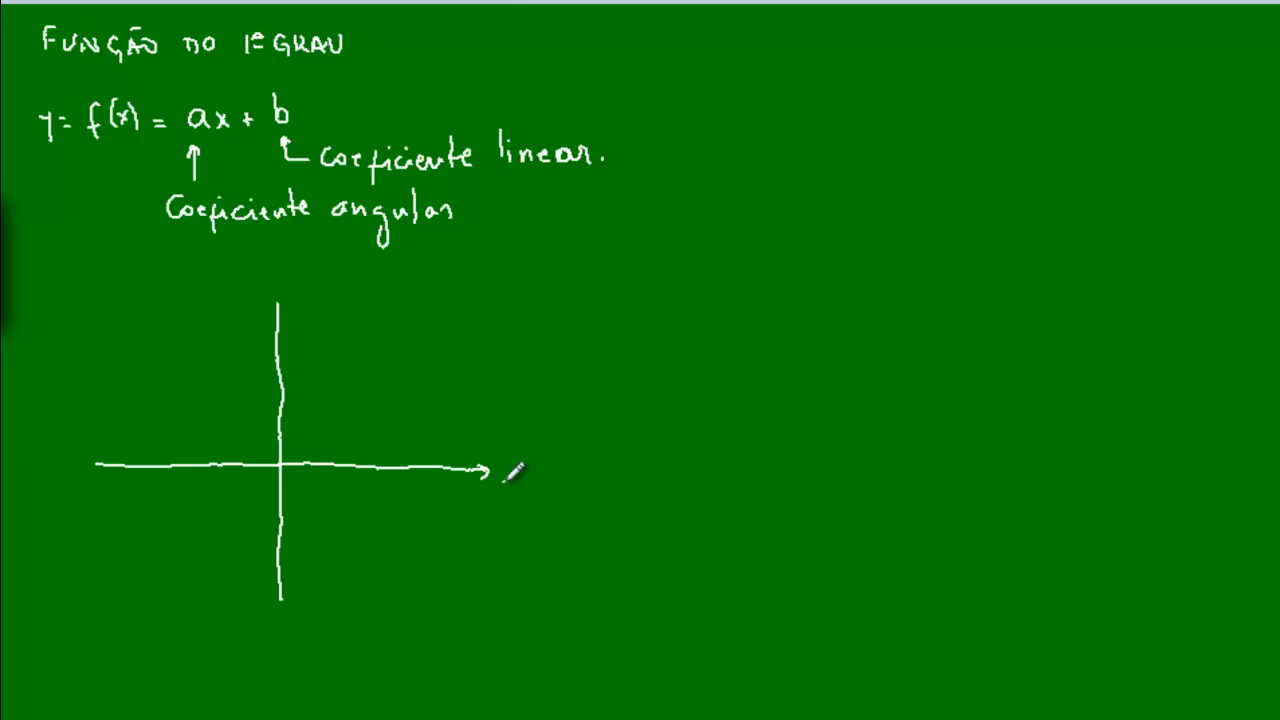 FUNÇÃO DO 1º GRAU
y = f(x) = ax + b
coeficiente linear.
Coeficiente angular